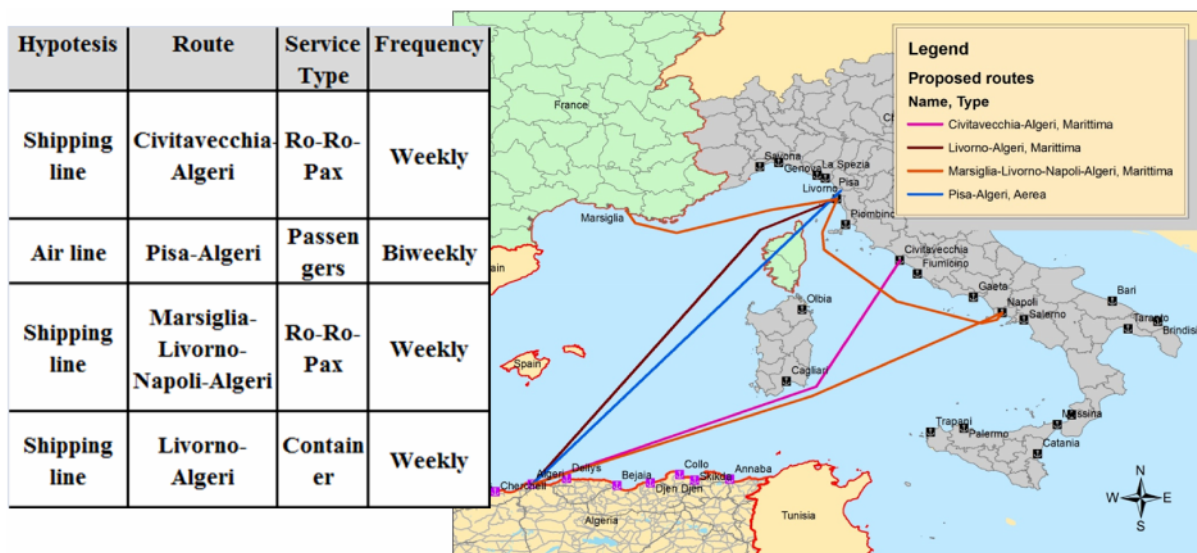 Hypotesis Route Service Type Frequency
Shipping line Civitavecchia-Algeri Ro-Ro-Pax Weekly
Air line Pisa-Algeri Passengers Biweekly
Shipping line Marsiglia-Livorno-Napoli-Algeri Ro-Ro-Pax Weekly
Shipping line Livorno-Algeri Container Weekly
Legend
Proposed routes
Name, Type
Civitavecchia-Algeri, Marittima
Livorno-Algeri, Marittima
Marsiglia-Livorno-Napoli-Algeri, Marittima
Pisa-Algeri, Aerea
France
Savona
Genova
La Spezia
Pisa
Livorno
Marsiglia
Piombino
Civitavecchia
Fiumicino
Gaeta
Napoli
Salerno
Bari
Taranto
Brindisi
Olbia
Cagliari
Spain
Messina
Trapani
Palermo
Catania
Cherchell
Algeri
Dellys
Bejaia
Djen Djen
Collo
Skikda
Annaba
Algeria
Tunisia
N
W E
S